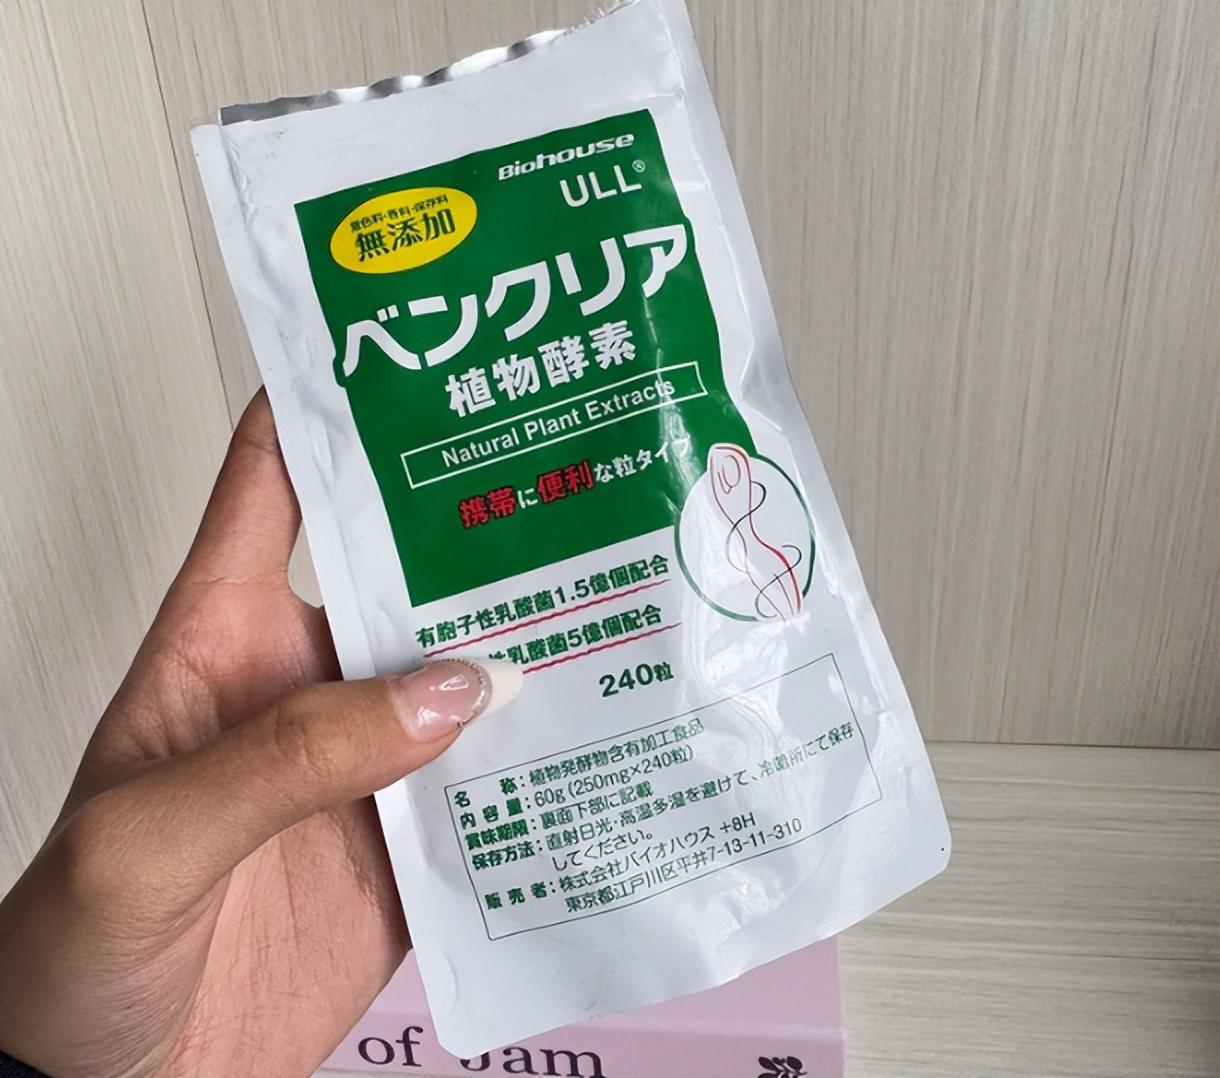 Biohouse
ULL®
着色料・香料・保存料
無添加
ベンクリア
植物酵素
Natural Plant Extracts
携帯に便利な粒タイプ
有胞子性乳酸菌1.5億個配合
性乳酸菌5億個配合
240粒
名称：植物発酵物含有加工食品
内容量：60g (250mg×240粒)
賞味期限：裏面下部に記載
保存方法：直射日光・高温多湿を避けて、冷暗所にて保存
してください。
販売者：株式会社バイオハウス +8H
東京都江戸川区平井7-13-11-310
of Jam